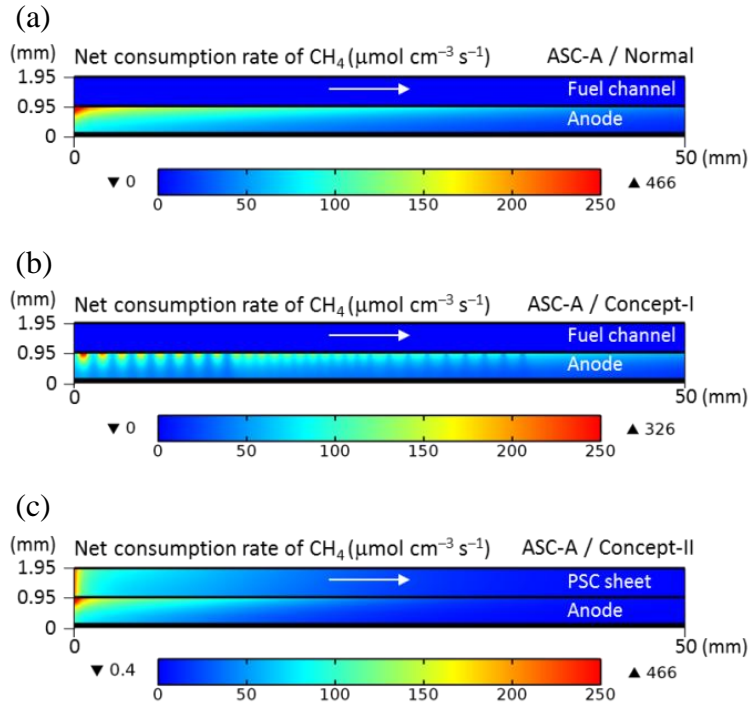 (a)
(mm) Net consumption rate of CH₄ (μmol cm⁻³ s⁻¹) ASC-A / Normal
1.95
Fuel channel
0.95
Anode
0
0 50 (mm)
▼ 0 ▲ 466
0 50 100 150 200 250
(b)
(mm) Net consumption rate of CH₄ (μmol cm⁻³ s⁻¹) ASC-A / Concept-I
1.95
Fuel channel
0.95
Anode
0
0 50 (mm)
▼ 0 ▲ 326
0 50 100 150 200 250
(c)
(mm) Net consumption rate of CH₄ (μmol cm⁻³ s⁻¹) ASC-A / Concept-II
1.95
PSC sheet
0.95
Anode
0
0 50 (mm)
▼ 0.4 ▲ 466
0 50 100 150 200 250